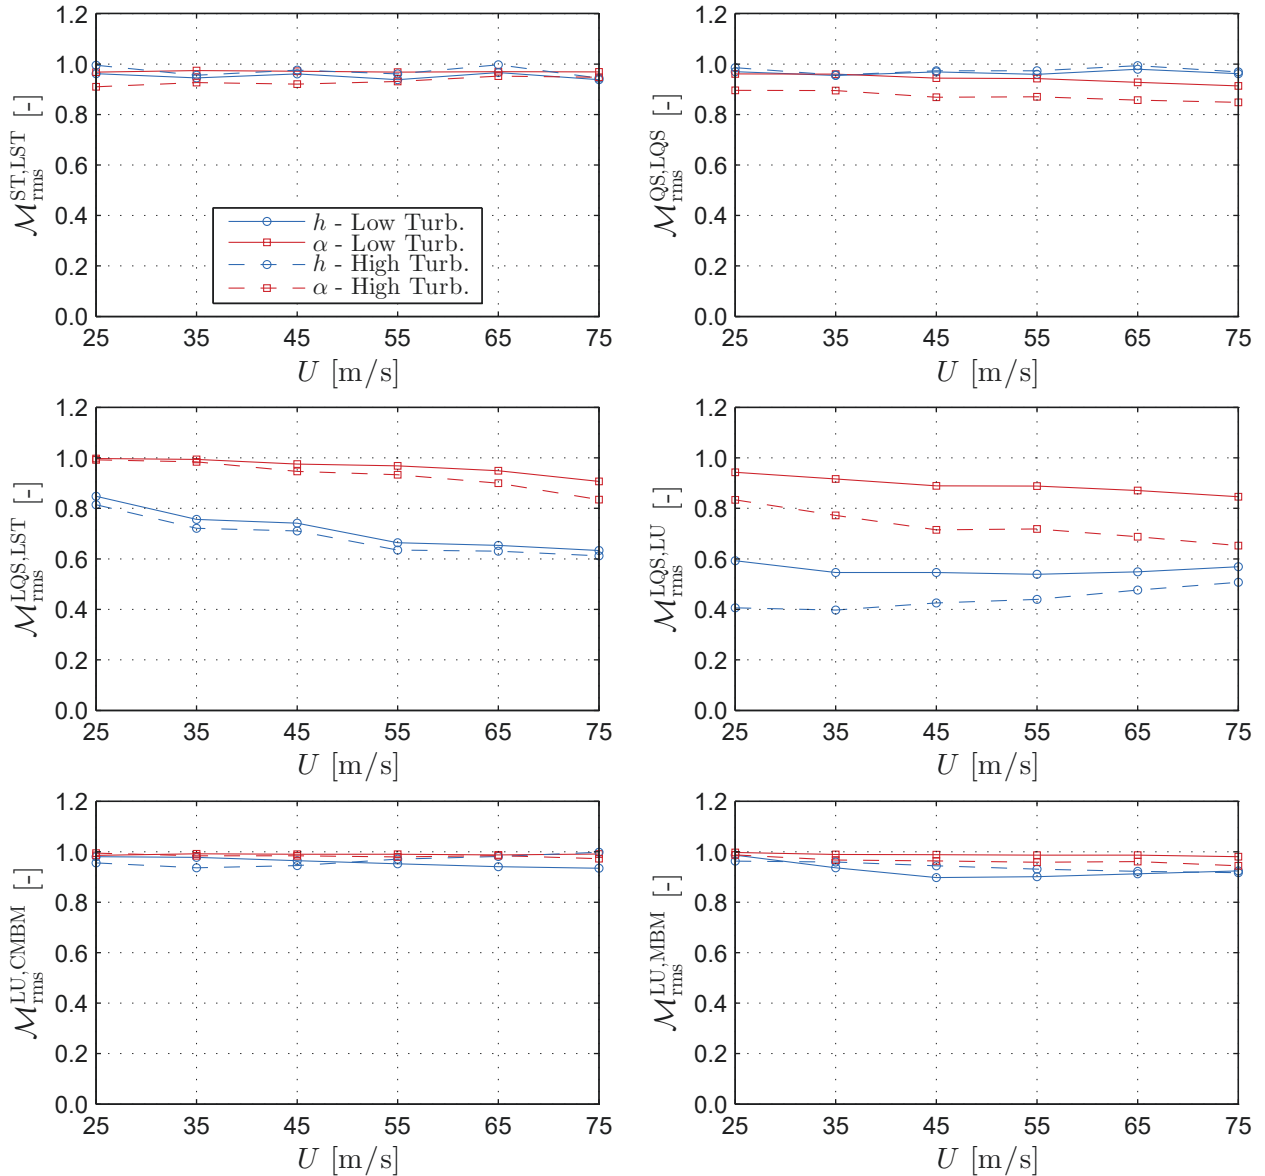 1.2
1.0
0.8
0.6
0.4
0.2
0.0
25 35 45 55 65 75
U [m/s]
ℳ_rms^ST,LST [-]
h - Low Turb.
α - Low Turb.
h - High Turb.
α - High Turb.
1.2
1.0
0.8
0.6
0.4
0.2
0.0
25 35 45 55 65 75
U [m/s]
ℳ_rms^QS,LQS [-]
1.2
1.0
0.8
0.6
0.4
0.2
0.0
25 35 45 55 65 75
U [m/s]
ℳ_rms^LQS,LST [-]
1.2
1.0
0.8
0.6
0.4
0.2
0.0
25 35 45 55 65 75
U [m/s]
ℳ_rms^LQS,LU [-]
1.2
1.0
0.8
0.6
0.4
0.2
0.0
25 35 45 55 65 75
U [m/s]
ℳ_rms^LU,CMBM [-]
1.2
1.0
0.8
0.6
0.4
0.2
0.0
25 35 45 55 65 75
U [m/s]
ℳ_rms^LU,MBM [-]